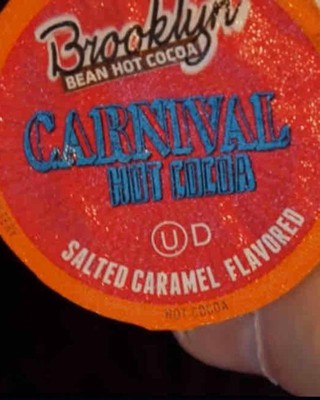 Brooklyn
BEAN HOT COCOA
CARNIVAL
HOT COCOA
U D
SALTED CARAMEL FLAVORED
HOT COCOA